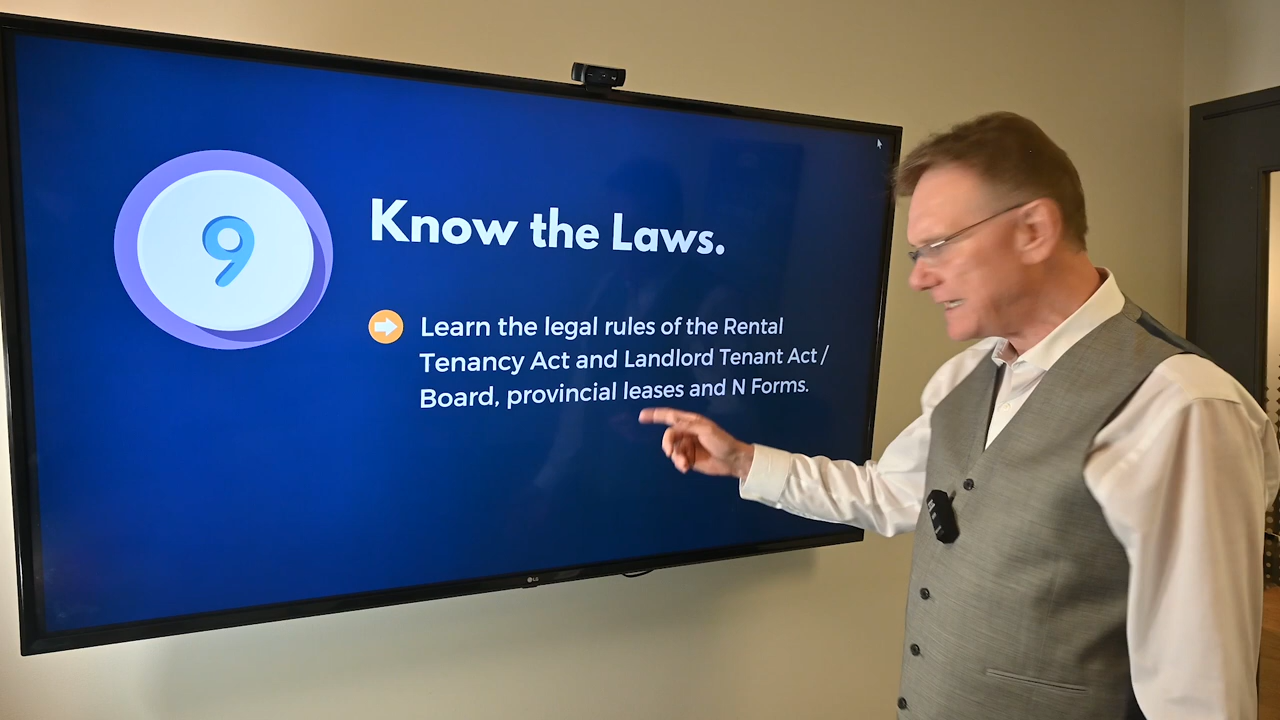 9
Know the Laws.
Learn the legal rules of the Rental
Tenancy Act and Landlord Tenant Act /
Board, provincial leases and N Forms.
LG